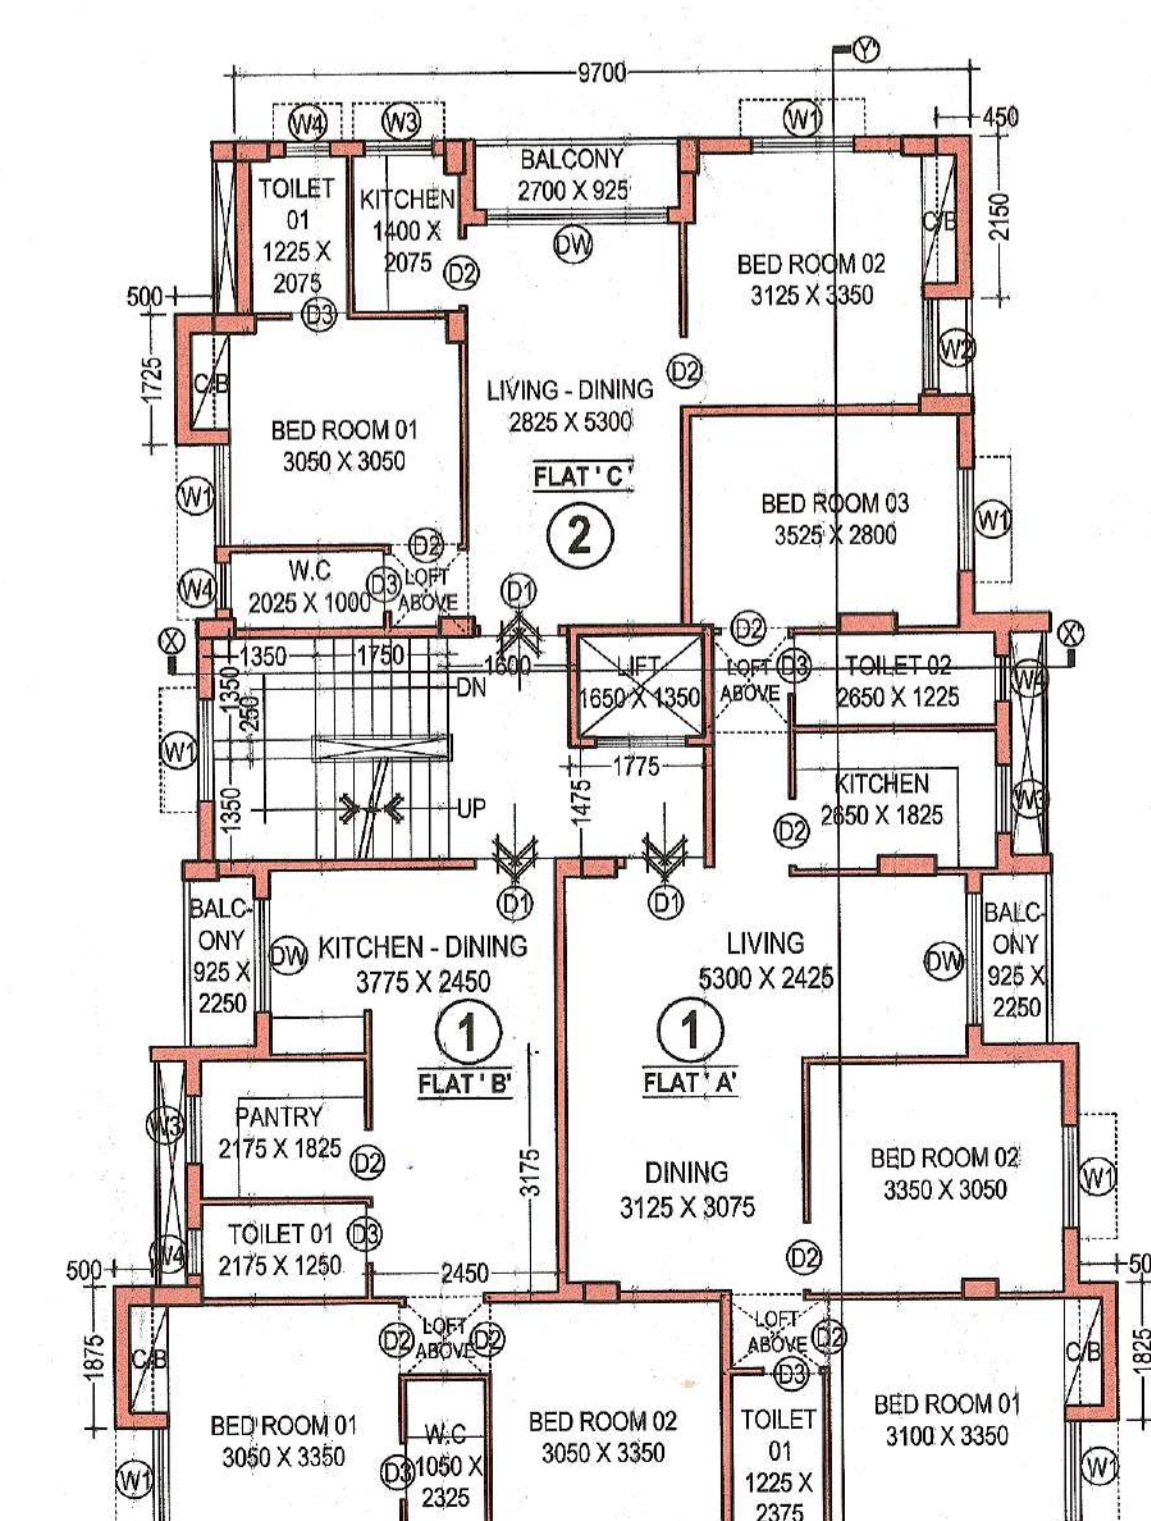 Y'
9700
450
W4
W3
W1
BALCONY
2700 X 925
TOILET
01
1225 X
2075
KITCHEN
1400 X
2075
DW
D2
C/B
2150
BED ROOM 02
3125 X 3350
500
D3
W2
1725
C/B
D2
LIVING - DINING
2825 X 5300
BED ROOM 01
3050 X 3050
FLAT ' C '
2
W1
BED ROOM 03
3525 X 2800
W1
D2
W.C
2025 X 1000
D3
LOFT
ABOVE
W4
D1
X
X'
D2
1350
1750
1600
LIFT
1650 X 1350
LOFT
ABOVE
D3
TOILET 02
2650 X 1225
W4
1350
250
DN
W1
1775
1475
KITCHEN
2650 X 1825
W3
1350
UP
D2
D1
D1
BALC-
ONY
925 X
2250
DW
KITCHEN - DINING
3775 X 2450
LIVING
5300 X 2425
DW
BALC-
ONY
925 X
2250
1
FLAT ' B'
1
FLAT ' A'
W3
PANTRY
2175 X 1825
D2
3175
DINING
3125 X 3075
BED ROOM 02
3350 X 3050
W1
TOILET 01
2175 X 1250
D3
W4
D2
500
2450
1875
C/B
D2
LOFT
ABOVE
D2
LOFT
ABOVE
D2
D3
C/B
1825
BED ROOM 01
3050 X 3350
W.C
1050 X
2325
D3
BED ROOM 02
3050 X 3350
TOILET
01
1225 X
2375
BED ROOM 01
3100 X 3350
W1
W1